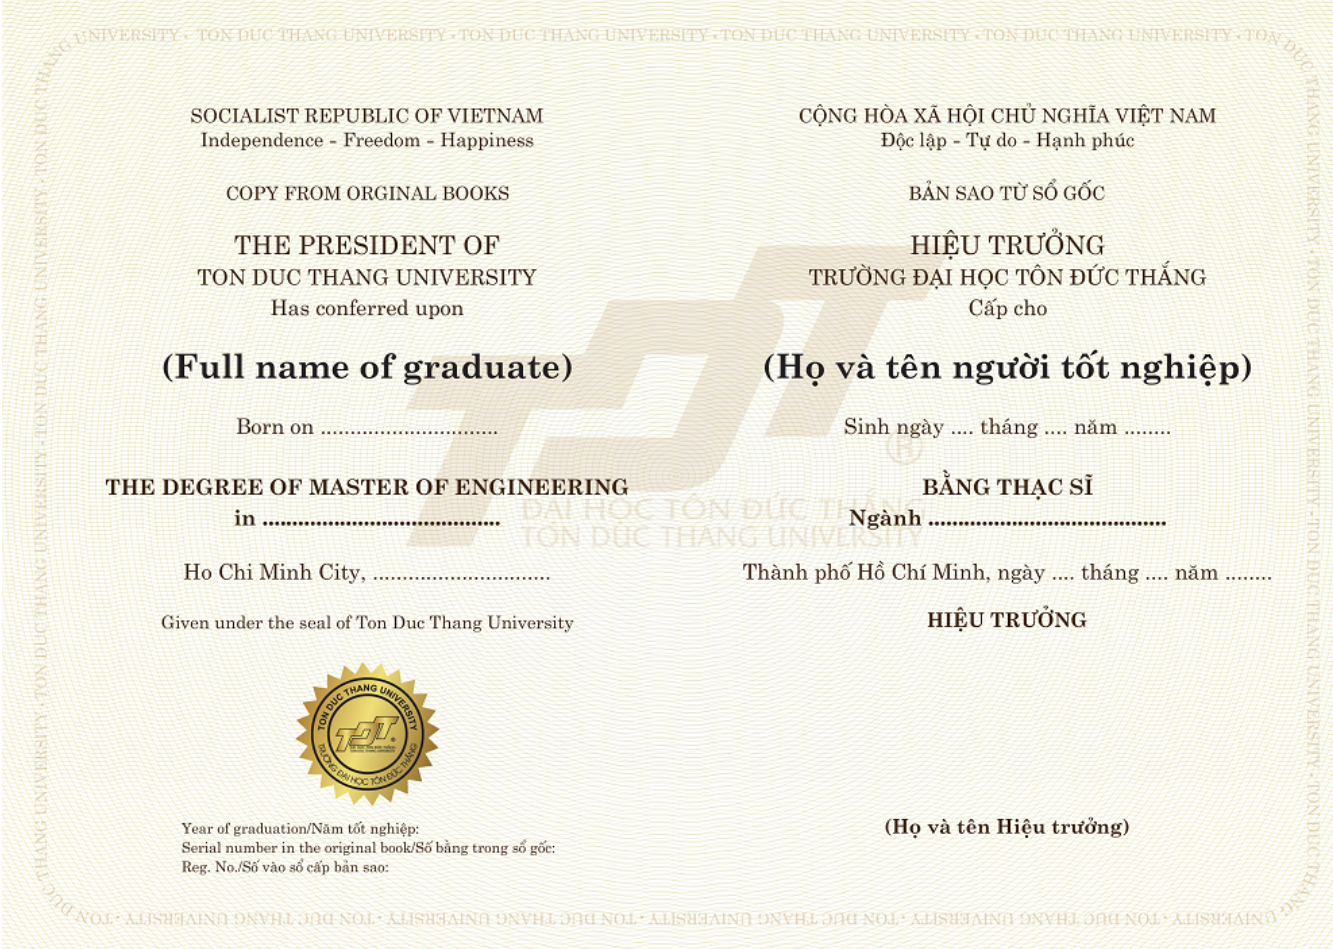 UNIVERSITY • TON DUC THANG UNIVERSITY • TON DUC THANG UNIVERSITY • TON DUC THANG UNIVERSITY • TON DUC THANG UNIVERSITY • TON DUC THANG
SOCIALIST REPUBLIC OF VIETNAM
Independence - Freedom - Happiness
COPY FROM ORGINAL BOOKS
THE PRESIDENT OF
TON DUC THANG UNIVERSITY
Has conferred upon
(Full name of graduate)
Born on ..............................
THE DEGREE OF MASTER OF ENGINEERING
in ........................................
Ho Chi Minh City, ..............................
Given under the seal of Ton Duc Thang University
TON DUC THANG UNIVERSITY
TDT
TRƯỜNG ĐẠI HỌC TÔN ĐỨC THẮNG
Year of graduation/Năm tốt nghiệp:
Serial number in the original book/Số bằng trong sổ gốc:
Reg. No./Số vào sổ cấp bản sao:
CỘNG HÒA XÃ HỘI CHỦ NGHĨA VIỆT NAM
Độc lập - Tự do - Hạnh phúc
BẢN SAO TỪ SỔ GỐC
HIỆU TRƯỞNG
TRƯỜNG ĐẠI HỌC TÔN ĐỨC THẮNG
Cấp cho
(Họ và tên người tốt nghiệp)
Sinh ngày .... tháng .... năm ........
BẰNG THẠC SĨ
Ngành ........................................
Thành phố Hồ Chí Minh, ngày .... tháng .... năm ........
HIỆU TRƯỞNG
(Họ và tên Hiệu trưởng)
TDT®
ĐẠI HỌC TÔN ĐỨC THẮNG
TON DUC THANG UNIVERSITY